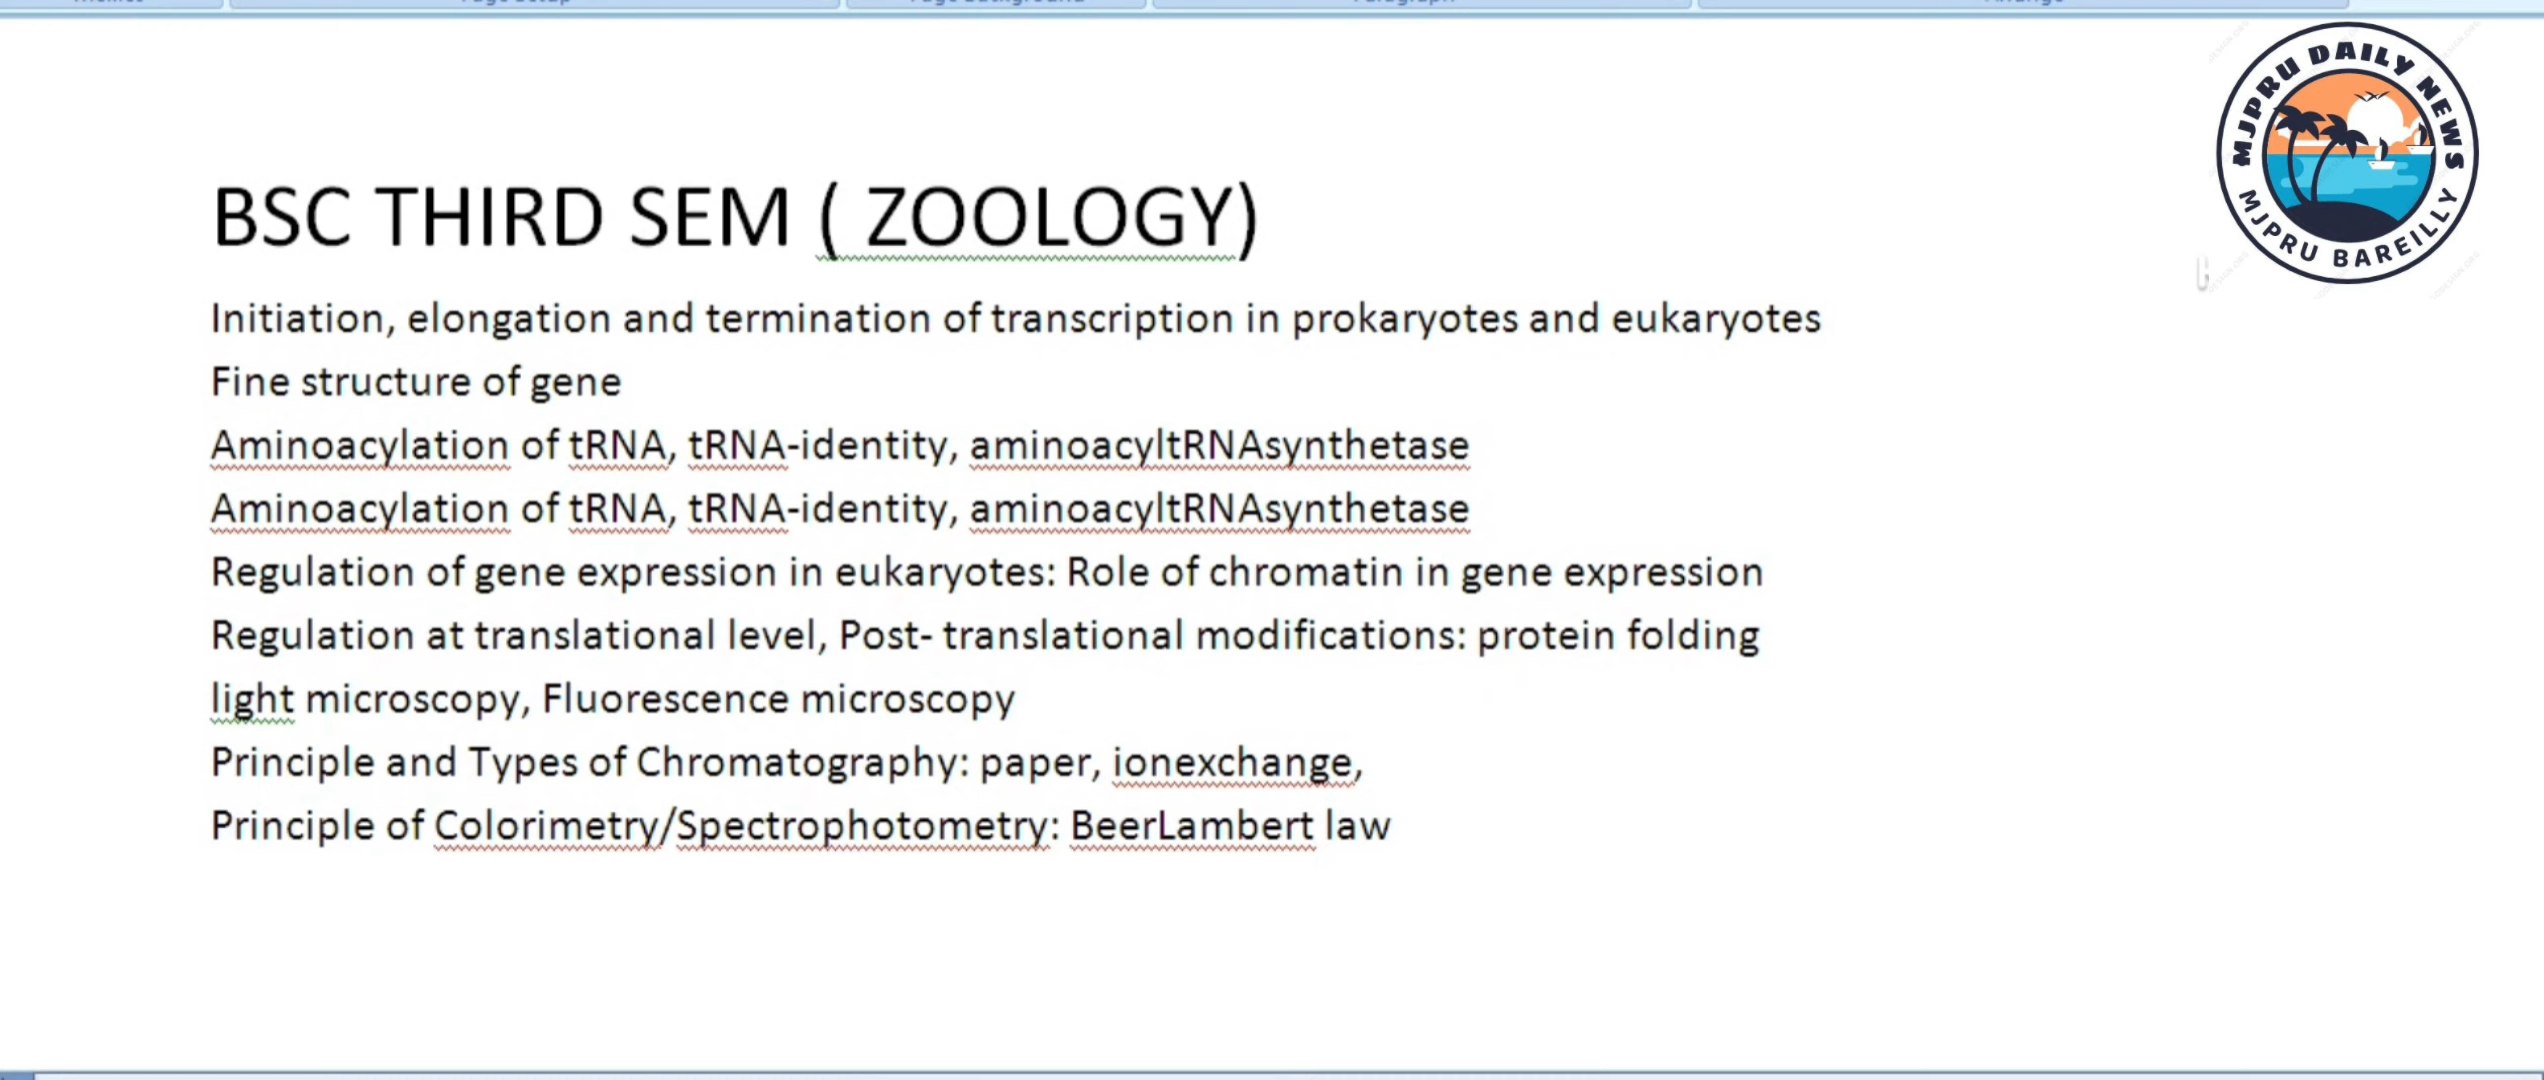 MJPRU DAILY NEWS
MJPRU BAREILLY
BSC THIRD SEM ( ZOOLOGY)
Initiation, elongation and termination of transcription in prokaryotes and eukaryotes
Fine structure of gene
Aminoacylation of tRNA, tRNA-identity, aminoacyltRNAsynthetase
Aminoacylation of tRNA, tRNA-identity, aminoacyltRNAsynthetase
Regulation of gene expression in eukaryotes: Role of chromatin in gene expression
Regulation at translational level, Post- translational modifications: protein folding
light microscopy, Fluorescence microscopy
Principle and Types of Chromatography: paper, ionexchange,
Principle of Colorimetry/Spectrophotometry: BeerLambert law